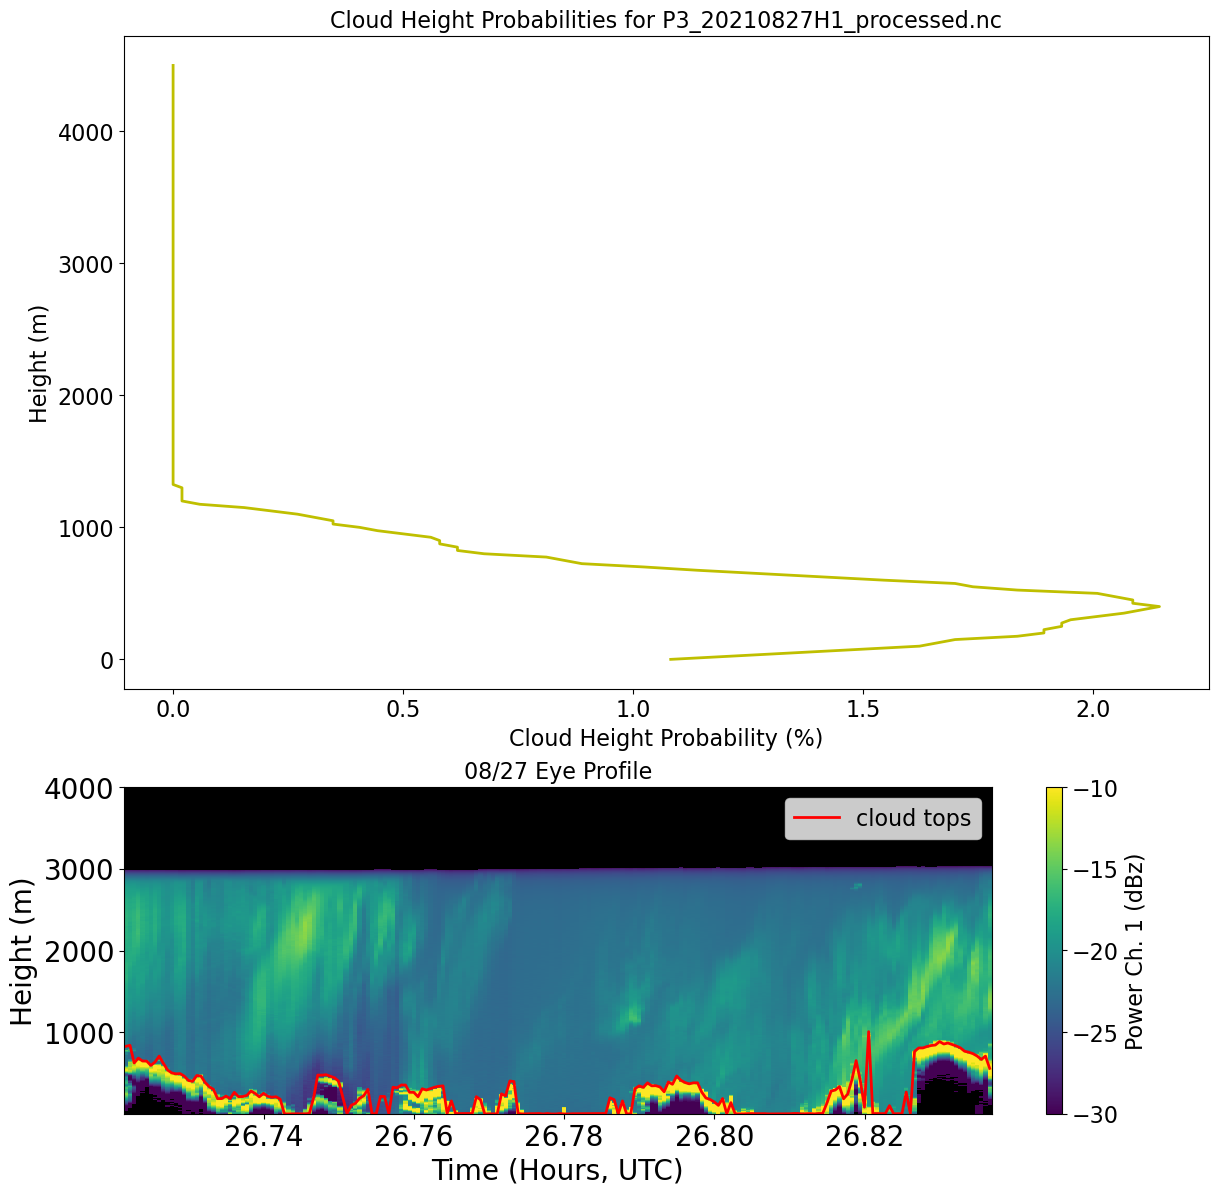 Cloud Height Probabilities for P3_20210827H1_processed.nc
4000
3000
2000
1000
0
Height (m)
0.0 0.5 1.0 1.5 2.0
Cloud Height Probability (%)
08/27 Eye Profile
4000
3000
2000
1000
Height (m)
cloud tops
26.74 26.76 26.78 26.80 26.82
Time (Hours, UTC)
−10
−15
−20
−25
−30
Power Ch. 1 (dBz)